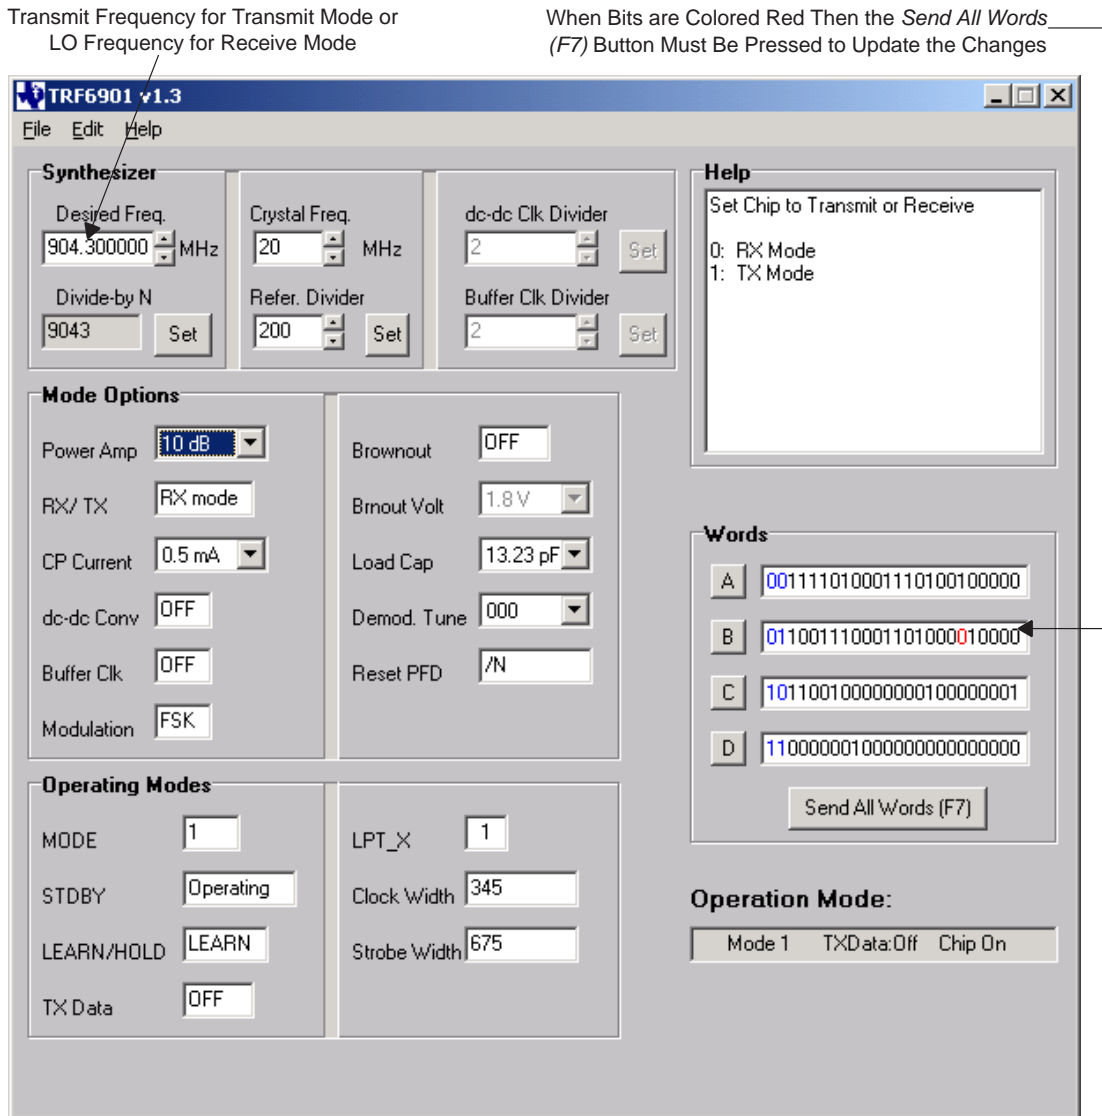 Transmit Frequency for Transmit Mode or
LO Frequency for Receive Mode
When Bits are Colored Red Then the Send All Words
(F7) Button Must Be Pressed to Update the Changes
TRF6901 v1.3
File Edit Help
Synthesizer
Desired Freq.
904.300000 MHz
Divide-by N
9043 Set
Crystal Freq.
20 MHz
Refer. Divider
200 Set
dc-dc Clk Divider
2 Set
Buffer Clk Divider
2 Set
Help
Set Chip to Transmit or Receive
0: RX Mode
1: TX Mode
Mode Options
Power Amp 10 dB
RX/ TX RX mode
CP Current 0.5 mA
dc-dc Conv OFF
Buffer Clk OFF
Modulation FSK
Brownout OFF
Brnout Volt 1.8 V
Load Cap 13.23 pF
Demod. Tune 000
Reset PFD /N
Words
A 001111010001110100100000
B 011001110001101000010000
C 101100100000000100000001
D 110000001000000000000000
Send All Words (F7)
Operating Modes
MODE 1
STDBY Operating
LEARN/HOLD LEARN
TX Data OFF
LPT_X 1
Clock Width 345
Strobe Width 675
Operation Mode:
Mode 1 TXData:Off Chip On